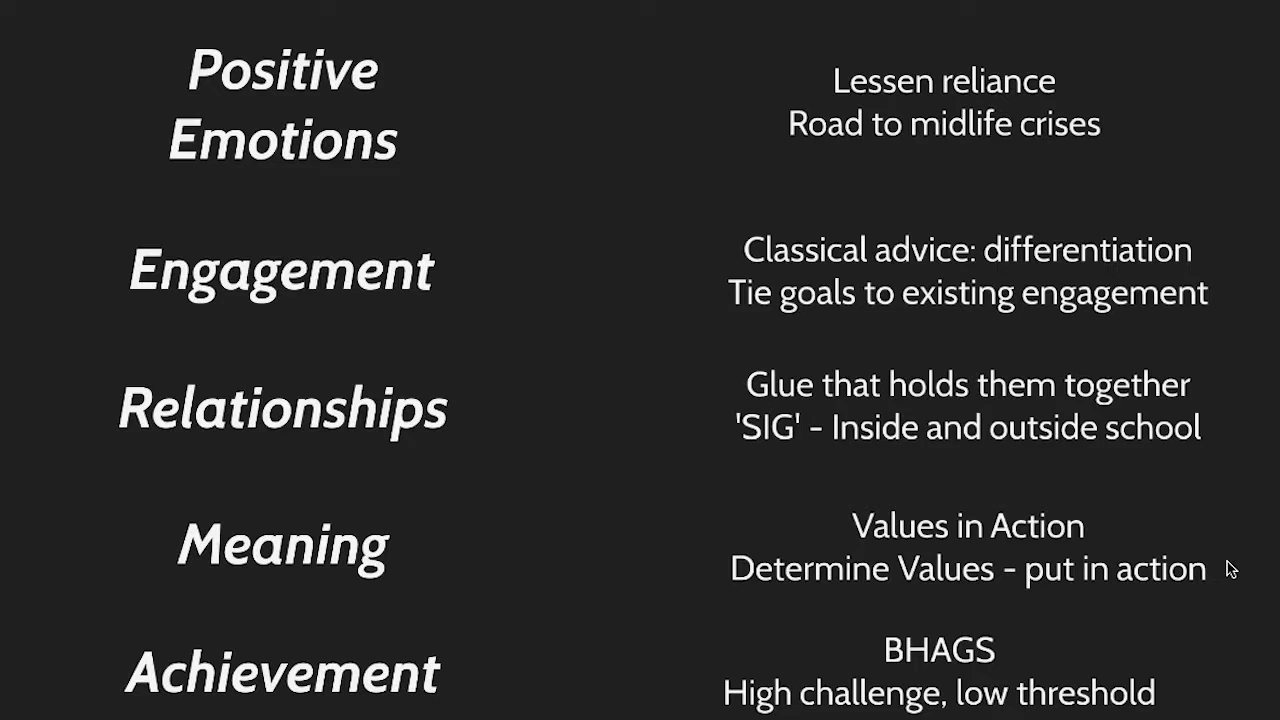 Positive
Emotions
Lessen reliance
Road to midlife crises
Engagement
Classical advice: differentiation
Tie goals to existing engagement
Relationships
Glue that holds them together
'SIG' - Inside and outside school
Meaning
Values in Action
Determine Values - put in action
Achievement
BHAGS
High challenge, low threshold